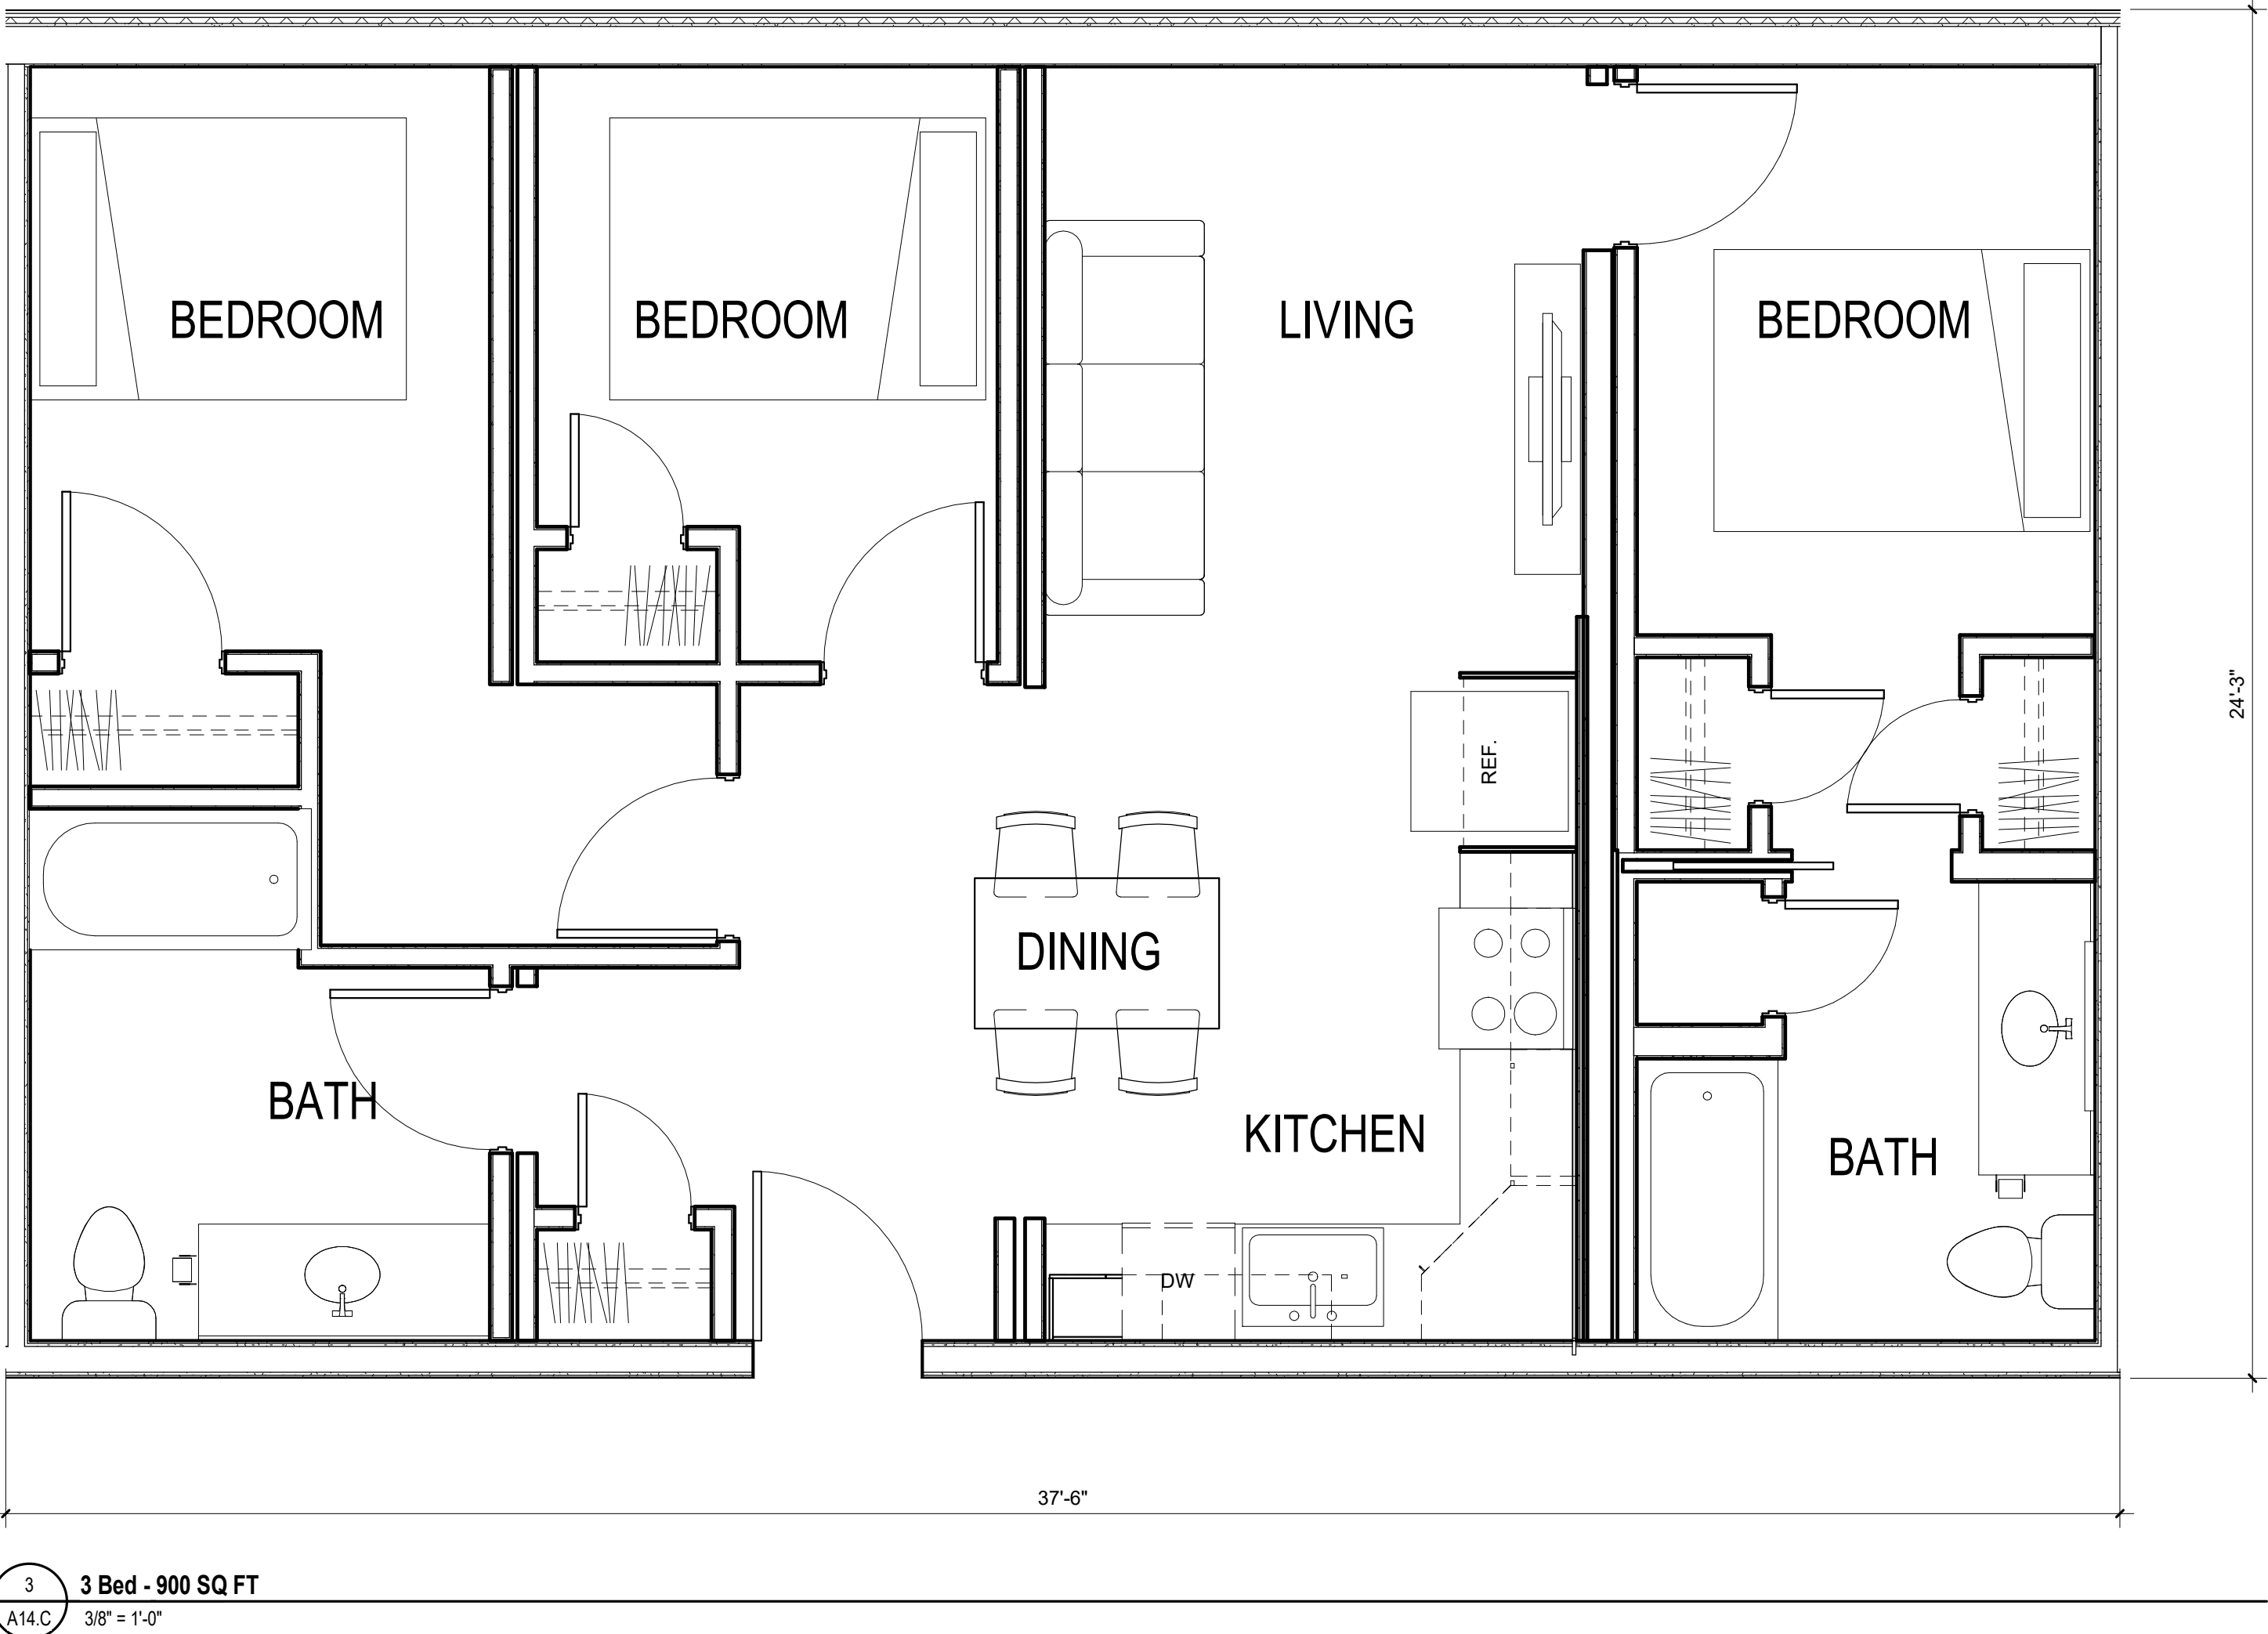 BEDROOM
BEDROOM
LIVING
BEDROOM
24'-3"
REF.
DINING
BATH
KITCHEN
BATH
DW
37'-6"
3
A14.C
3 Bed - 900 SQ FT
3/8" = 1'-0"